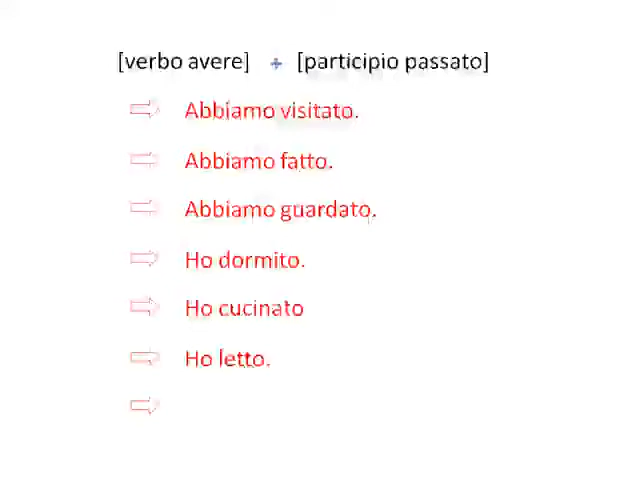 [verbo avere] + [participio passato]
Abbiamo visitato.
Abbiamo fatto.
Abbiamo guardato.
Ho dormito.
Ho cucinato
Ho letto.